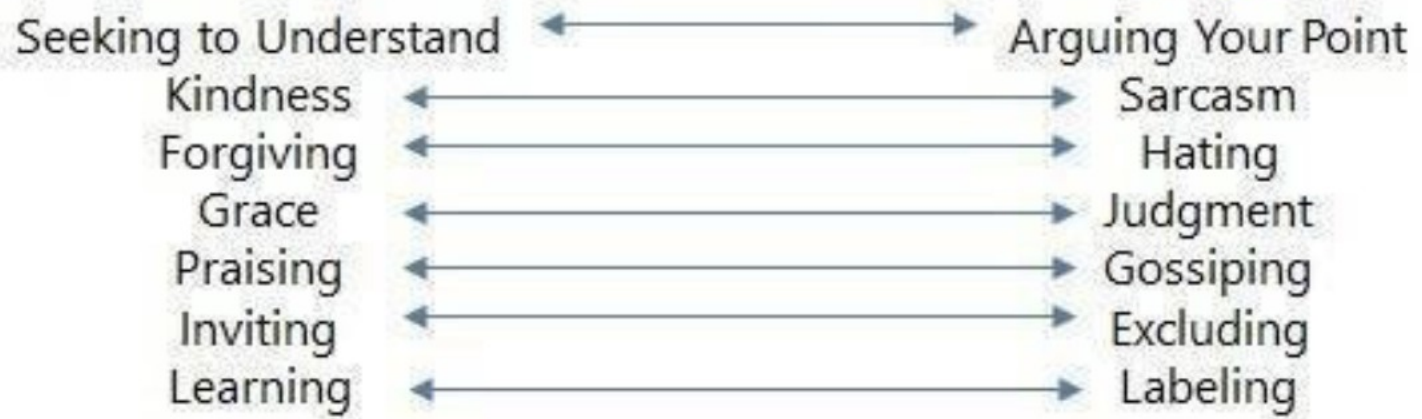 Seeking to Understand Arguing Your Point
Kindness Sarcasm
Forgiving Hating
Grace Judgment
Praising Gossiping
Inviting Excluding
Learning Labeling